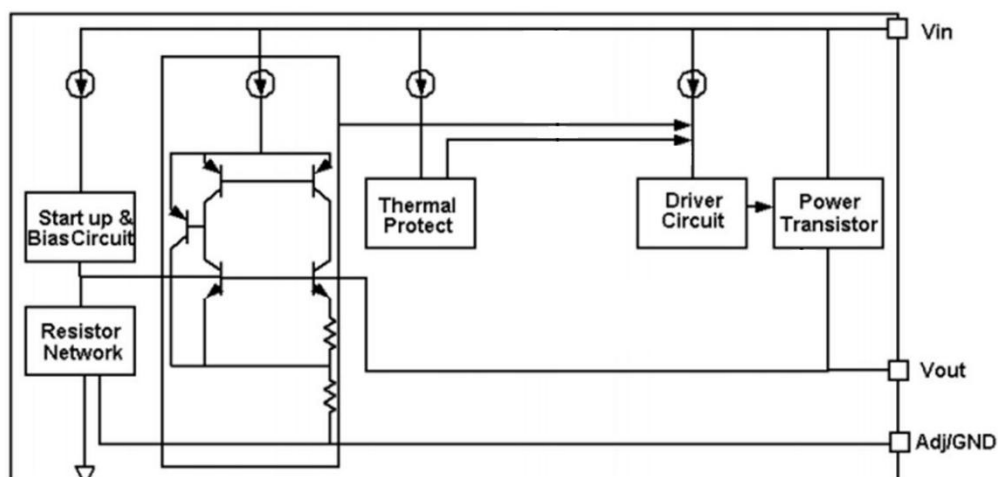 Vin
Start up &
Bias Circuit
Thermal
Protect
Driver
Circuit
Power
Transistor
Resistor
Network
Vout
Adj/GND